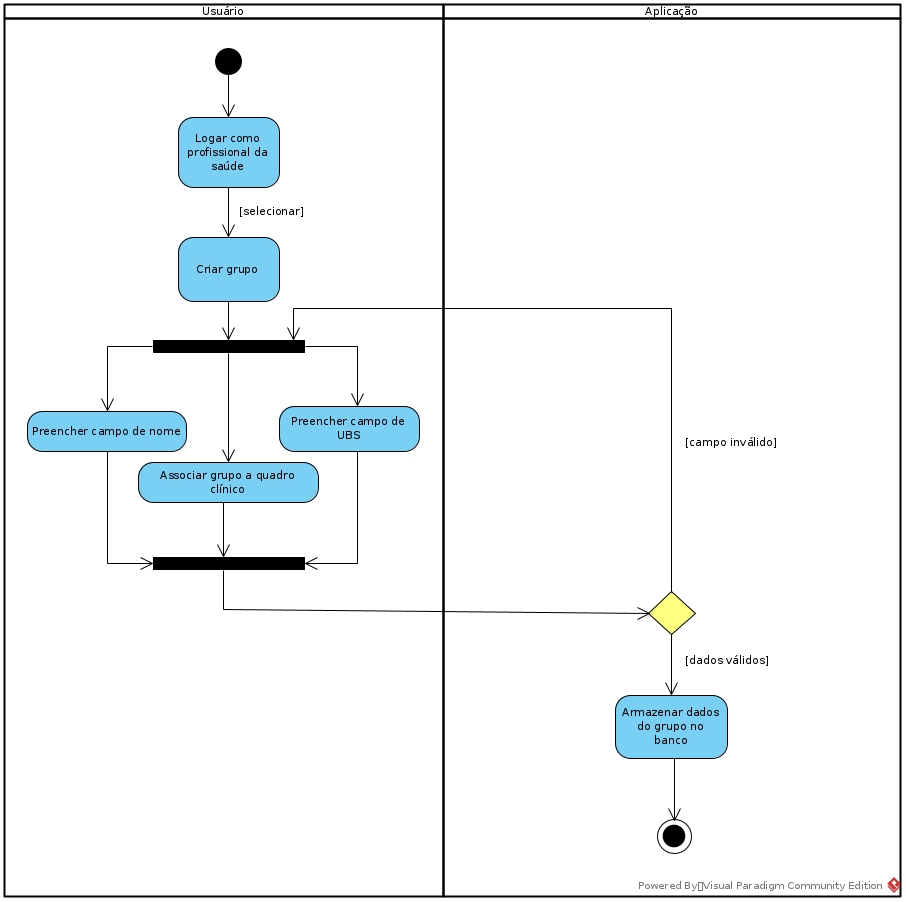 Usuário
Aplicação
Logar como
profissional da
saúde
[selecionar]
Criar grupo
Preencher campo de nome
Preencher campo de
UBS
Associar grupo a quadro
clínico
[campo inválido]
[dados válidos]
Armazenar dados
do grupo no
banco
Powered By▯Visual Paradigm Community Edition